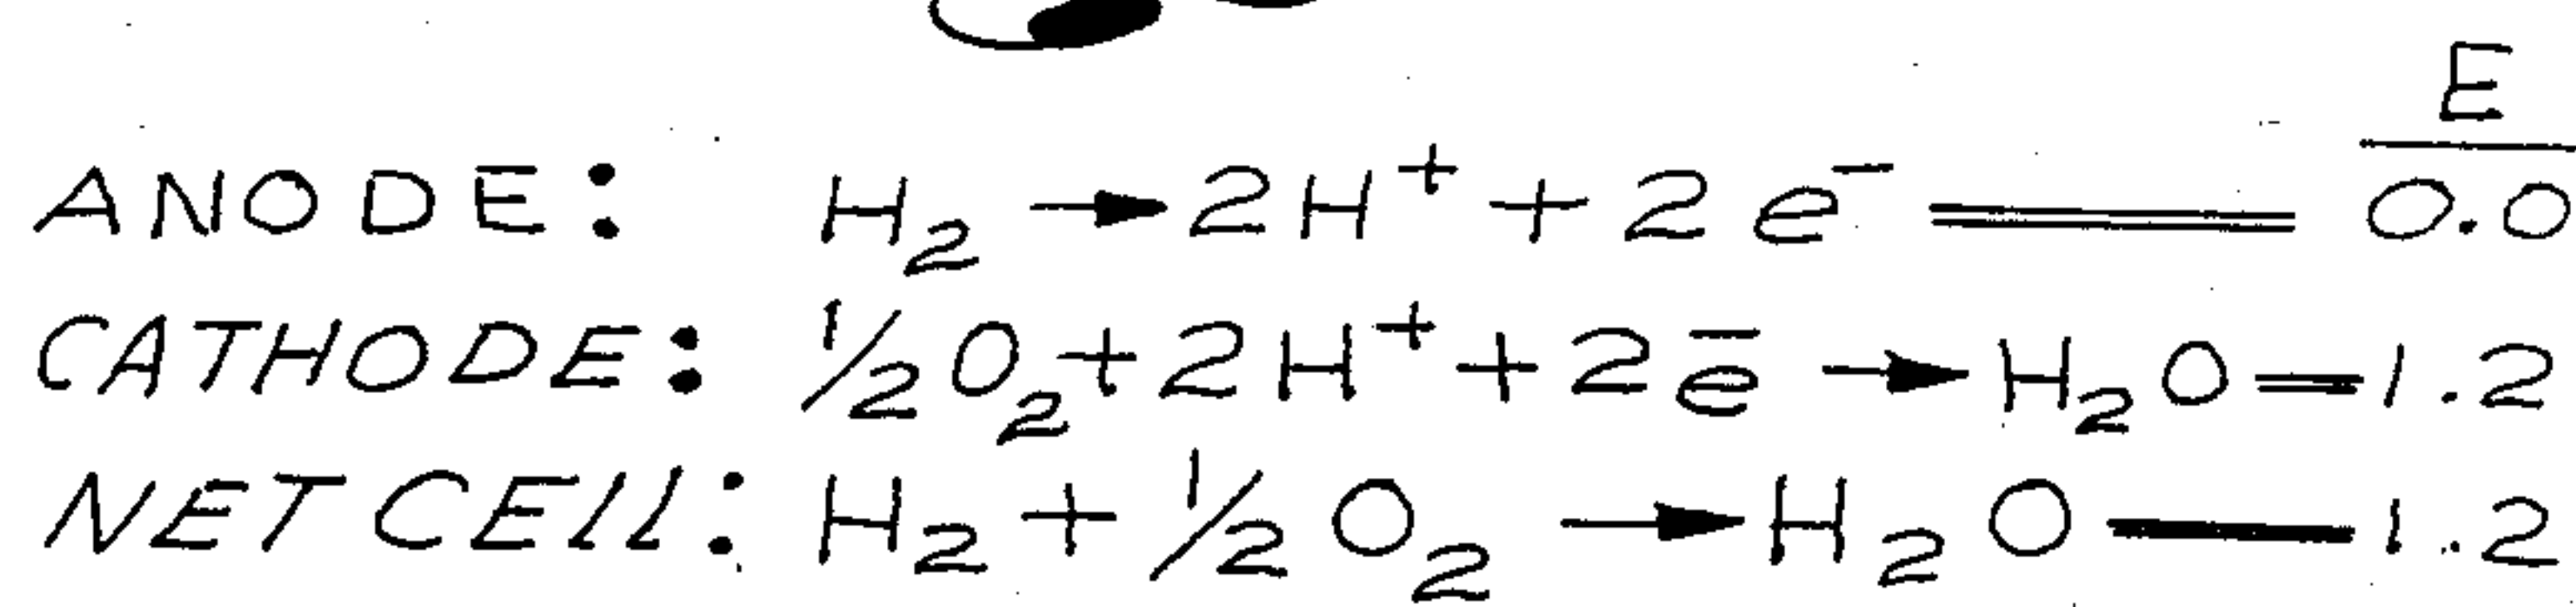 E
ANODE: H₂ → 2H⁺ + 2e⁻ 0.0
CATHODE: ½O₂ + 2H⁺ + 2e̅ → H₂O 1.2
NET CEll: H₂ + ½O₂ → H₂O 1.2